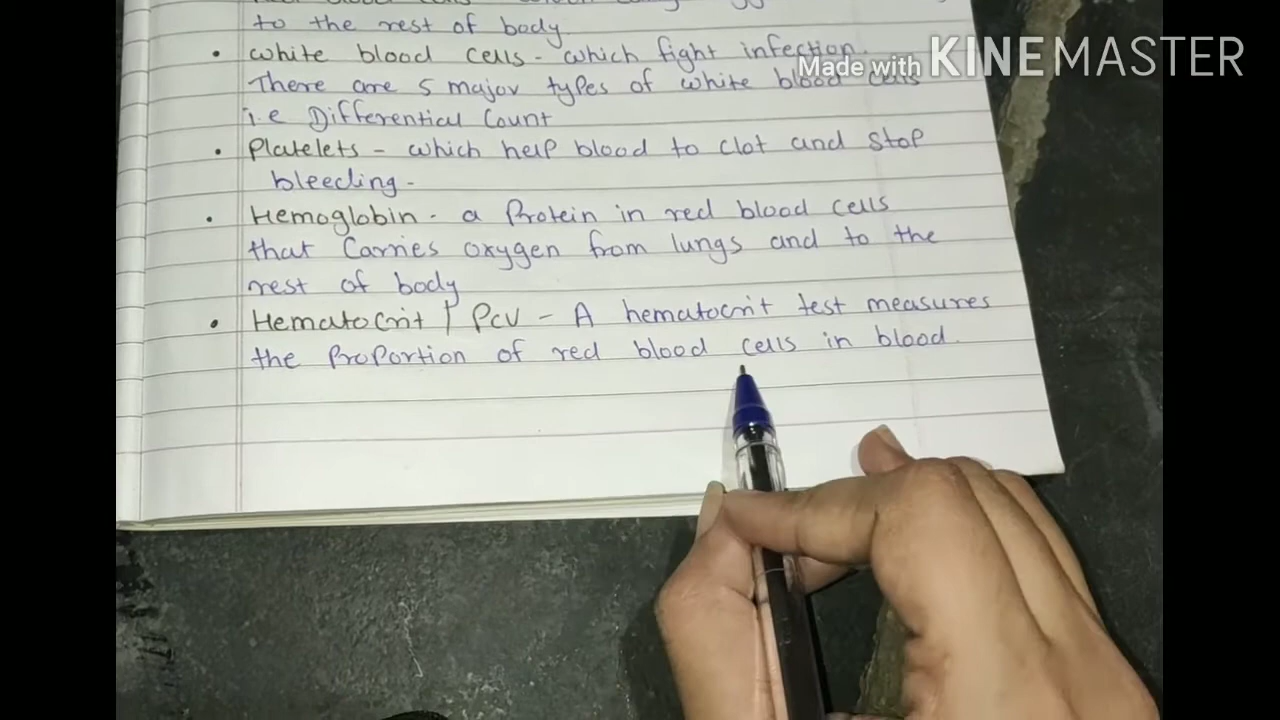 to the rest of body
• White blood cells - which fight infection.
There are 5 major types of white blood cells
i.e Differential Count
• Platelets - which help blood to clot and stop
bleeding -
• Hemoglobin - a Protein in red blood cells
that Carries oxygen from lungs and to the
rest of body
• Hematocrit / PCV - A hematocrit test measures
the Proportion of red blood cells in blood.
Made with KINEMASTER